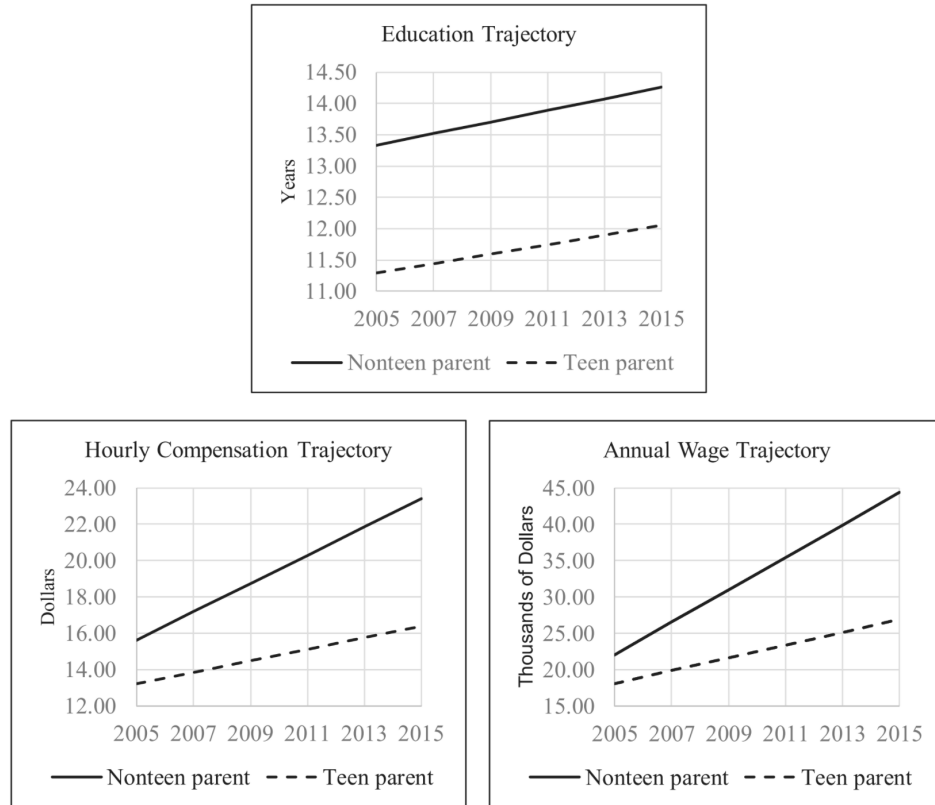 Education Trajectory
14.50
14.00
13.50
13.00
12.50
12.00
11.50
11.00
Years
2005 2007 2009 2011 2013 2015
Nonteen parent Teen parent
Hourly Compensation Trajectory
24.00
22.00
20.00
18.00
16.00
14.00
12.00
Dollars
2005 2007 2009 2011 2013 2015
Nonteen parent Teen parent
Annual Wage Trajectory
45.00
40.00
35.00
30.00
25.00
20.00
15.00
Thousands of Dollars
2005 2007 2009 2011 2013 2015
Nonteen parent Teen parent